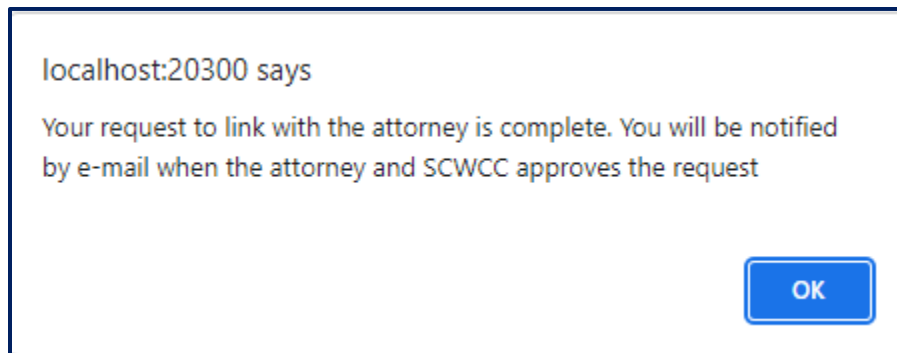 localhost:20300 says
Your request to link with the attorney is complete. You will be notified
by e-mail when the attorney and SCWCC approves the request
OK